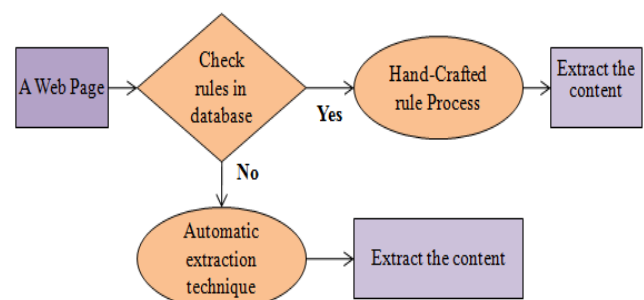 A Web Page
Check
rules in
database
Yes
Hand-Crafted
rule Process
Extract the
content
No
Automatic
extraction
technique
Extract the content